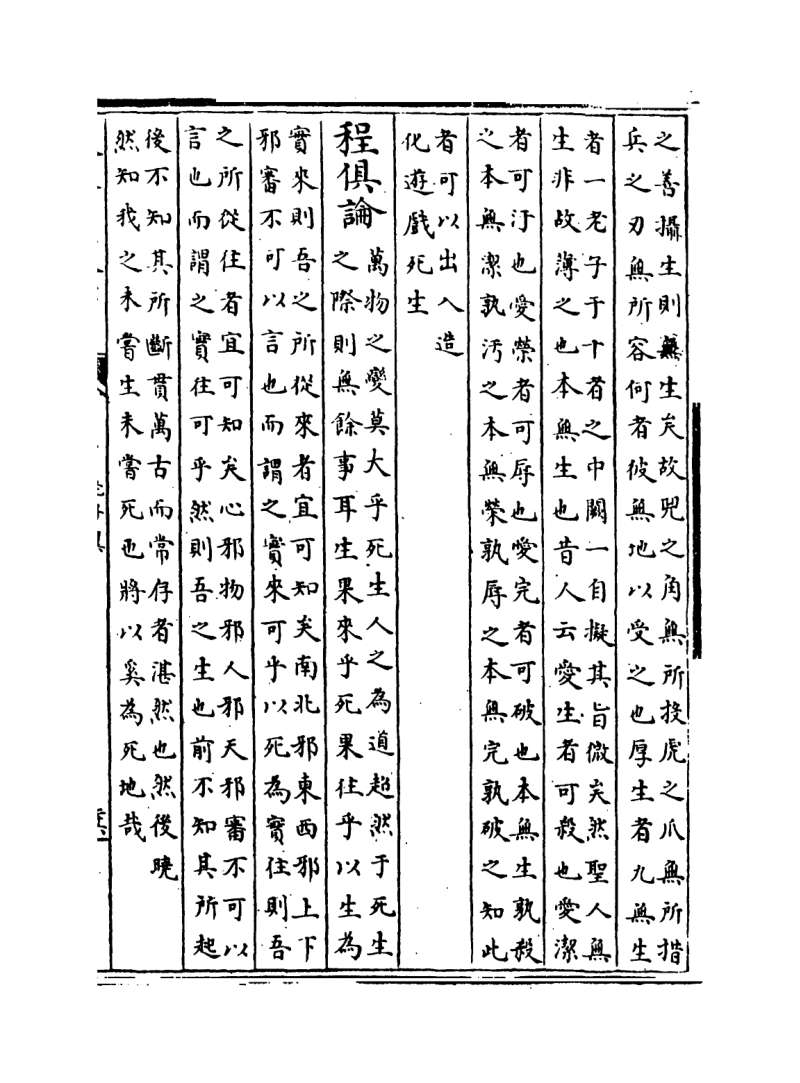 之善攝生則無生矣故兕之角無所投虎之爪無所措
兵之刃無所容何者彼無地以受之也厚生者九無生
者一老子于十者之中闕一自擬其旨微矣然聖人無
生非故薄之也本無生也昔人云愛生者可殺也愛潔
者可汙也愛榮者可辱也愛完者可破也本無生孰殺
之本無潔孰汚之本無榮孰辱之本無完孰破之知此
者可以出入造
化遊戲死生
程俱論
萬物之變莫大乎死生人之為道超然于死生
之際則無餘事耳生果來乎死果往乎以生為
實來則吾之所從來者宜可知矣南北邪東西邪上下
邪審不可以言也而謂之實來可乎以死為實往則吾
之所從往者宜可知矣心邪物邪人邪天邪審不可以
言也而謂之實往可乎然則吾之生也前不知其所起
後不知其所斷貫萬古而常存者湛然也然後曉
然知我之未嘗生未嘗死也將以奚為死地哉